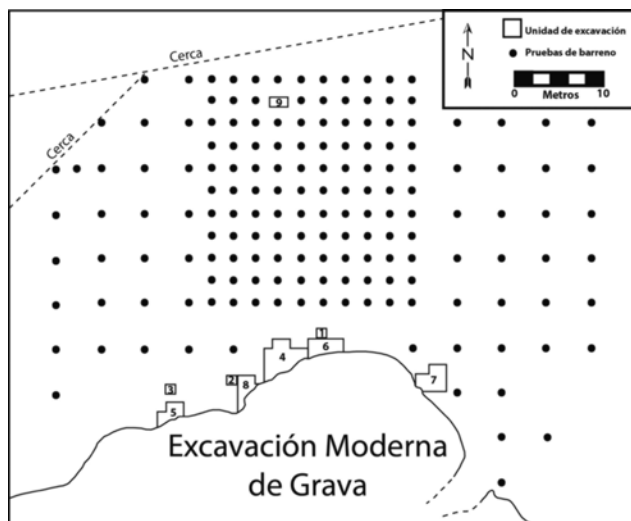 Unidad de excavación
Pruebas de barreno
N
0 10
Metros
Cerca
Cerca
9
1
6
4
2
8
3
5
7
Excavación Moderna
de Grava